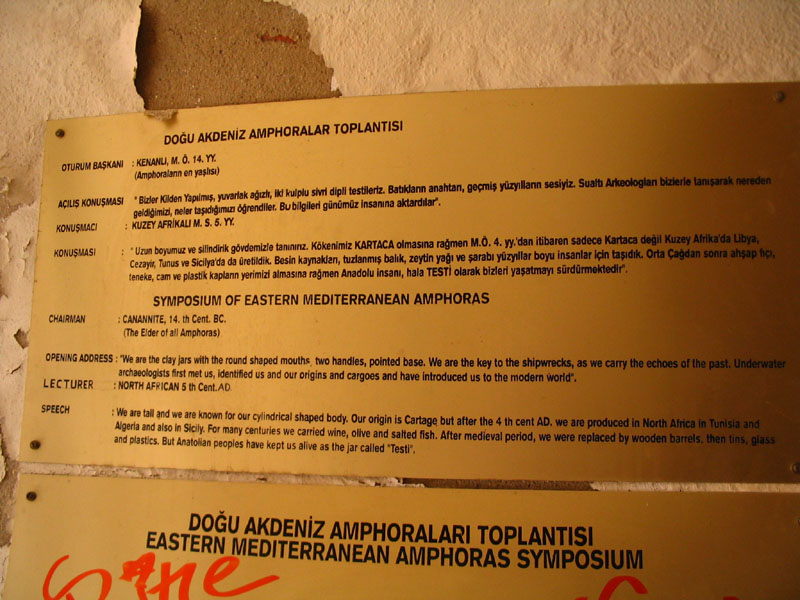 DOĞU AKDENİZ AMPHORALAR TOPLANTISI
OTURUM BAŞKANI : KENANLI, M. Ö. 14. YY.
(Amphoraların en yaşlısı)
AÇILIŞ KONUŞMASI : " Bizler Kilden Yapılmış, yuvarlak ağızlı, iki kulplu sivri dipli testileriz. Batıkların anahtarı, geçmiş yüzyılların sesiyiz. Sualtı Arkeologları bizlerle tanışarak nereden
geldiğimizi, neler taşıdığımızı öğrendiler. Bu bilgileri günümüz insanına aktardılar".
KONUŞMACI : KUZEY AFRİKALI M. S. 5. YY.
KONUŞMASI : " Uzun boyumuz ve silindirik gövdemizle tanınırız. Kökenimiz KARTACA olmasına rağmen M.Ö. 4. yy.'dan itibaren sadece Kartaca değil Kuzey Afrika'da Libya,
Cezayir, Tunus ve Sicilya'da da üretildik. Besin kaynakları, tuzlanmış balık, zeytin yağı ve şarabı yüzyıllar boyu insanlar için taşıdık. Orta Çağdan sonra ahşap fıçı,
teneke, cam ve plastik kapların yerimizi almasına rağmen Anadolu insanı, hala TESTİ olarak bizleri yaşatmayı sürdürmektedir".
SYMPOSIUM OF EASTERN MEDITERRANEAN AMPHORAS
CHAIRMAN : CANANNITE, 14. th Cent. BC.
(The Elder of all Amphoras)
OPENING ADDRESS : "We are the clay jars with the round shaped mouths, two handles, pointed base. We are the key to the shipwrecks, as we carry the echoes of the past. Underwater
archaeologists first met us, identified us and our origins and cargoes and have introduced us to the modern world".
LECTURER : NORTH AFRICAN 5 th Cent. AD
SPEECH : We are tall and we are known for our cylindrical shaped body. Our origin is Cartage but after the 4 th cent AD. we are produced in North Africa in Tunisia and
Algeria and also in Sicily. For many centuries we carried wine, olive and salted fish. After medieval period, we were replaced by wooden barrels, then tins, glass
and plastics. But Anatolian peoples have kept us alive as the jar called "Testi".
DOĞU AKDENİZ AMPHORALARI TOPLANTISI
EASTERN MEDITERRANEAN AMPHORAS SYMPOSIUM